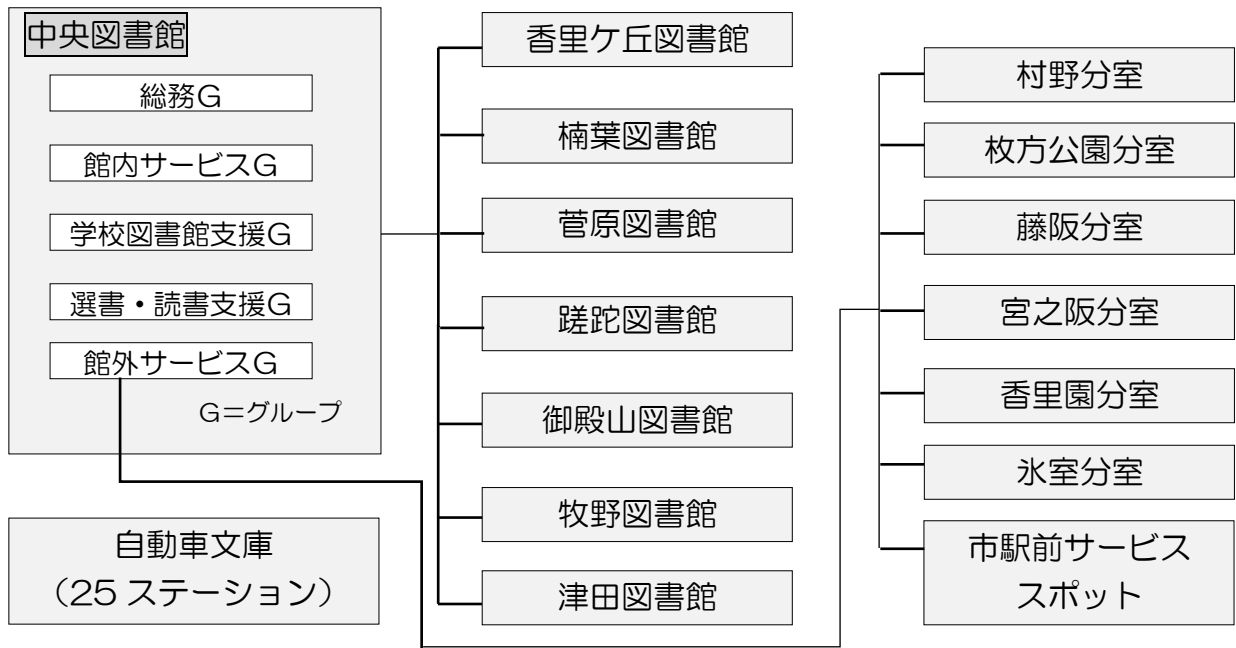 中央図書館
総務G
館内サービスG
学校図書館支援G
選書・読書支援G
館外サービスG
G=グループ
自動車文庫
(25ステーション)
香里ケ丘図書館
楠葉図書館
菅原図書館
蹉跎図書館
御殿山図書館
牧野図書館
津田図書館
村野分室
枚方公園分室
藤阪分室
宮之阪分室
香里園分室
氷室分室
市駅前サービス
スポット